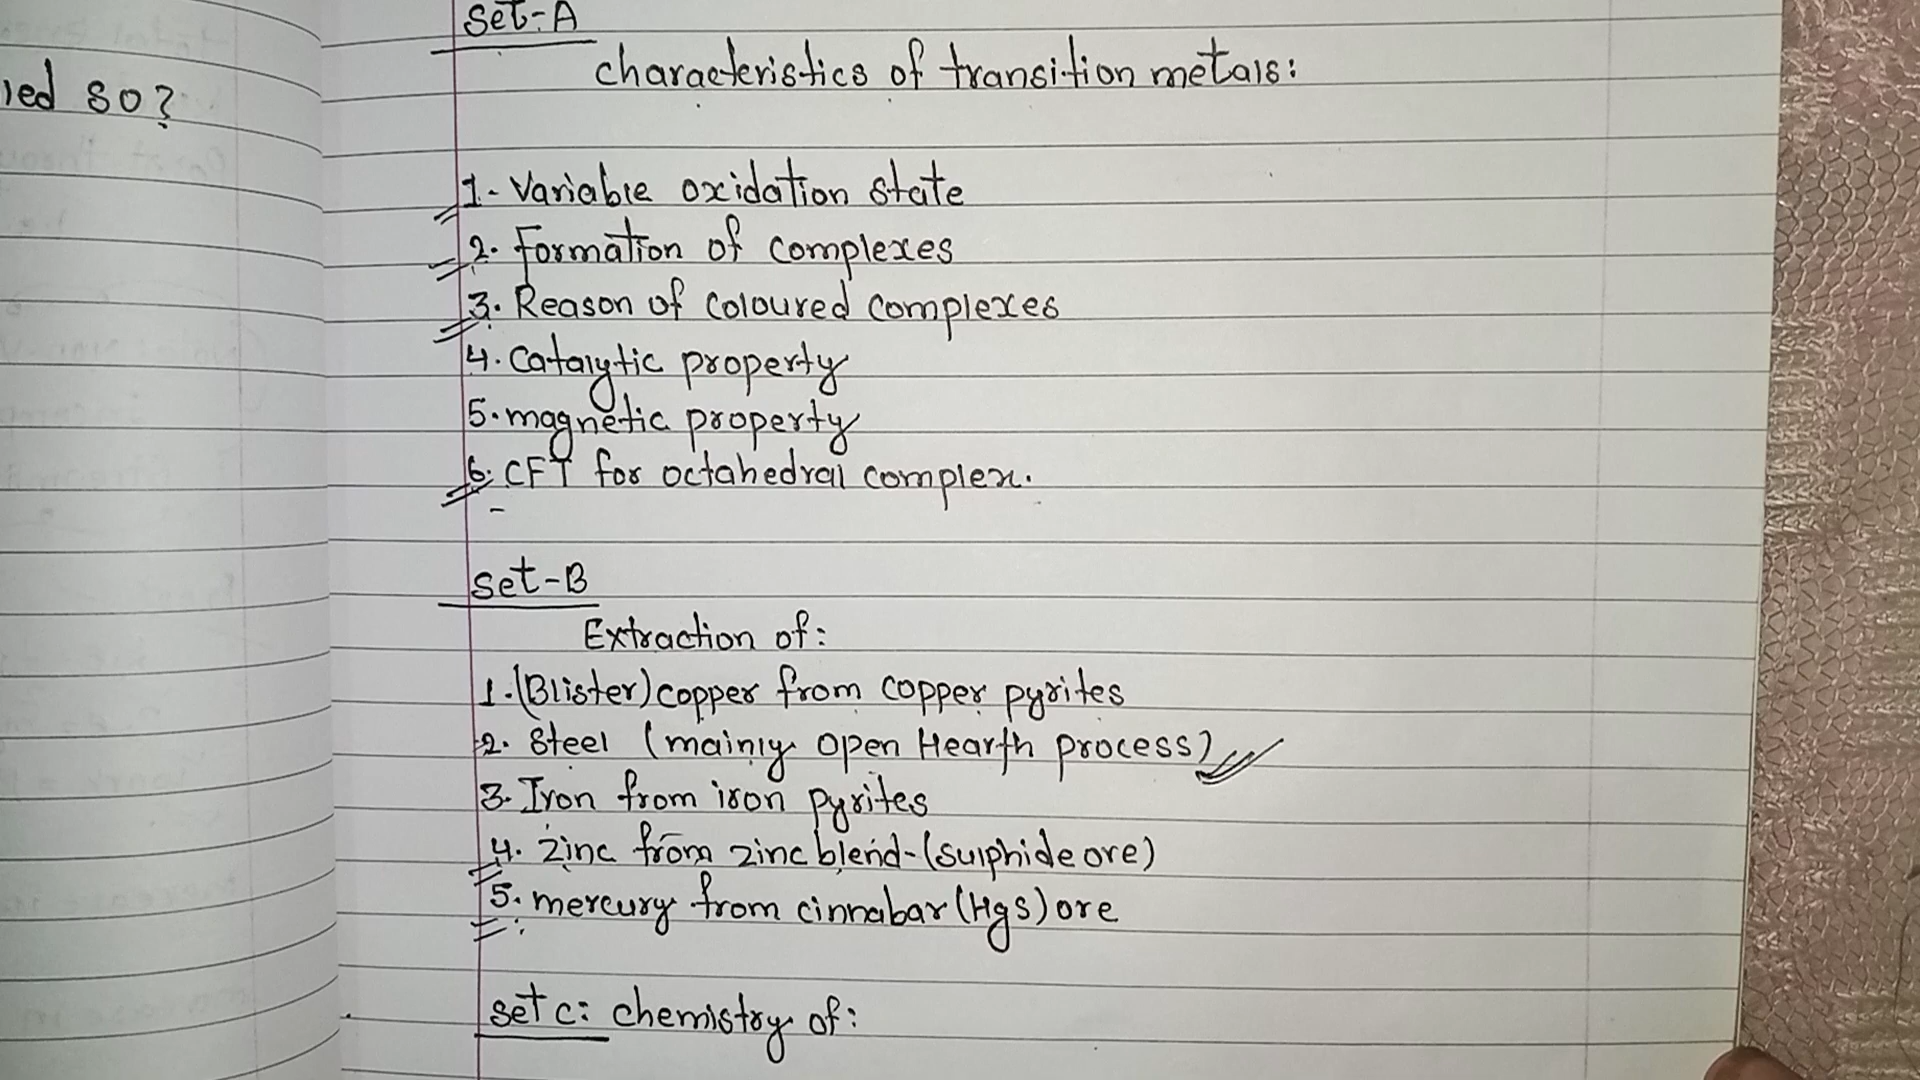 set-A
characteristics of transition metals:
ied so?
1- Variable oxidation state
2. Formation of complexes
3. Reason of coloured complexes
4. Catalytic property
5. magnetic property
6. CFT for octahedral complex.
set-B
Extraction of:
1. (Blister) copper from copper pyrites
2. Steel (mainly open Hearth process)
3. Iron from iron pyrites
4. Zinc from zinc blend-(sulphide ore)
5. mercury from cinnabar (Hgs) ore
set c: chemistry of: